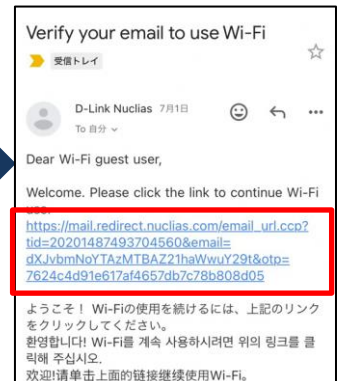 Verify your email to use Wi-Fi
受信トレイ
D-Link Nuclias 7月1日
To 自分
Dear Wi-Fi guest user,
Welcome. Please click the link to continue Wi-Fi
use.
https://mail.redirect.nuclias.com/email_url.ccp?
tid=20201487493704560&email=
dXJvbmNoYTAzMTBAZ21haWwuY29t&otp=
7624c4d91e617af4657db7c78b808d05
ようこそ！ Wi-Fiの使用を続けるには、上記のリンク
をクリックしてください。
환영합니다! Wi-Fi를 계속 사용하시려면 위의 링크를 클
릭해 주십시오.
欢迎!请单击上面的链接继续使用Wi-Fi。